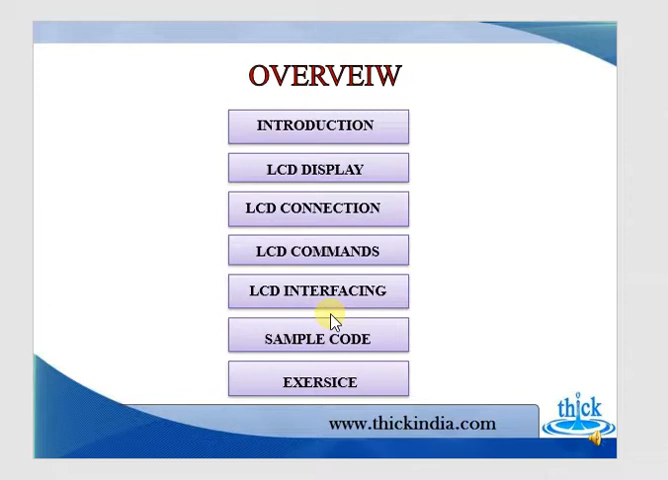 OVERVEIW
INTRODUCTION
LCD DISPLAY
LCD CONNECTION
LCD COMMANDS
LCD INTERFACING
SAMPLE CODE
EXERSICE
www.thickindia.com
thick